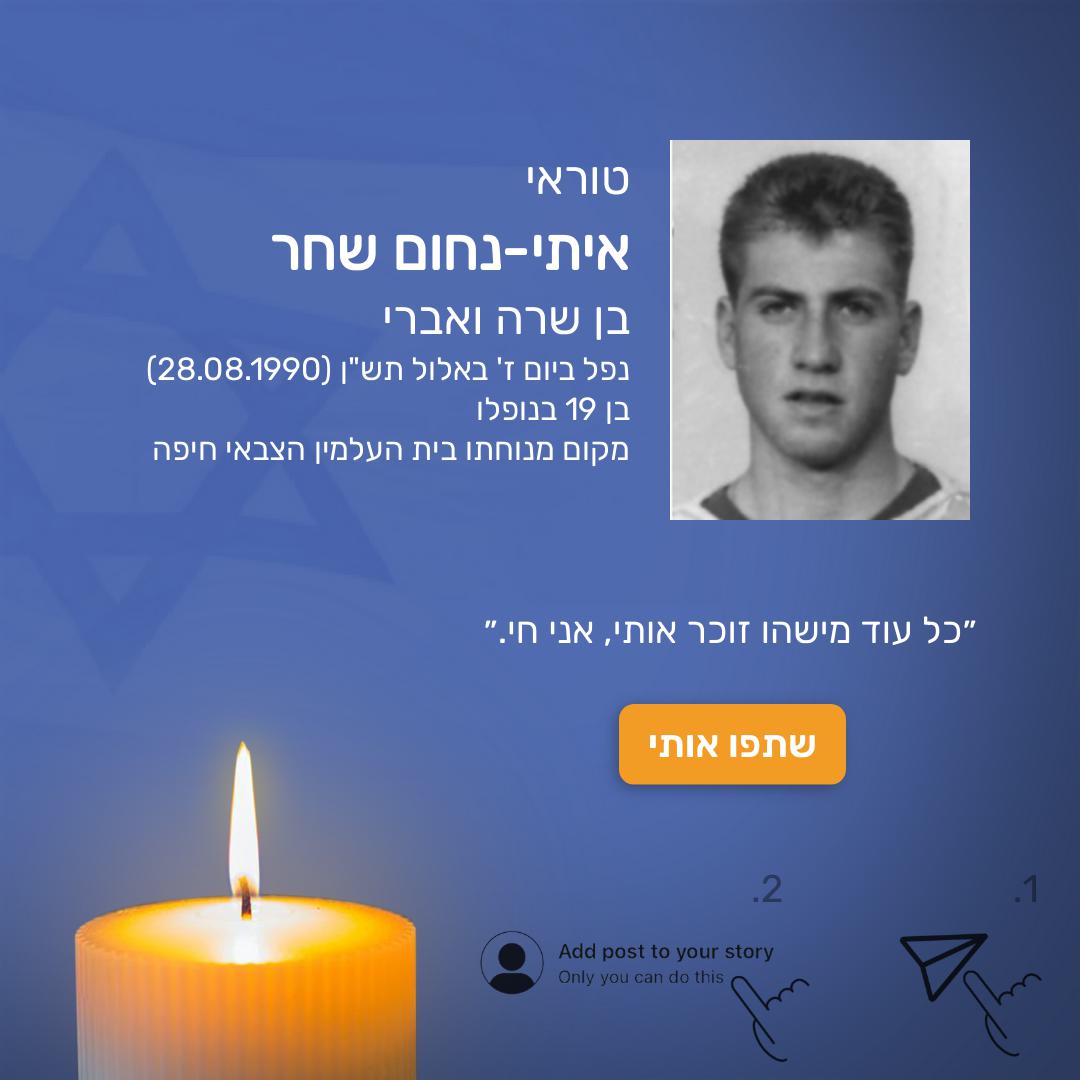 טוראי
איתי-נחום שחר
בן שרה ואברי
נפל ביום ז' באלול תש"ן (28.08.1990)
בן 19 בנופלו
מקום מנוחתו בית העלמין הצבאי חיפה
״כל עוד מישהו זוכר אותי, אני חי.״
שתפו אותי
1.
2.
Add post to your story
Only you can do this